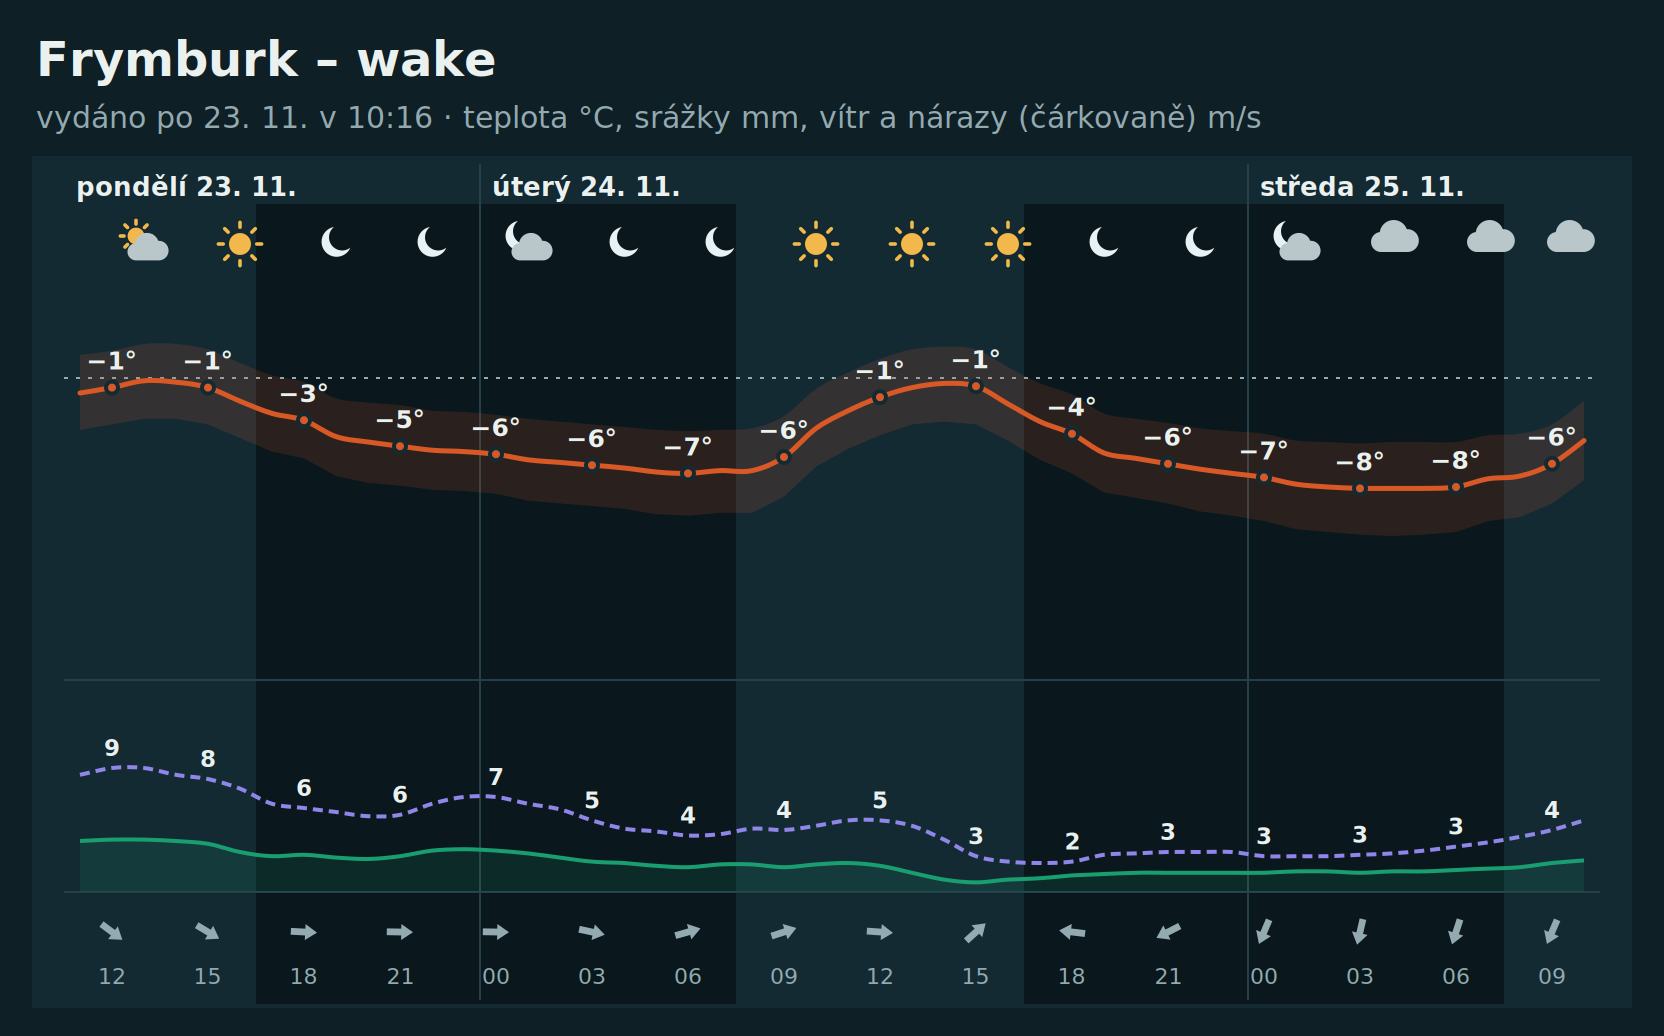 Frymburk – wake
vydáno po 23. 11. v 10:16 · teplota °C, srážky mm, vítr a nárazy (čárkovaně) m/s
pondělí 23. 11. úterý 24. 11. středa 25. 11.
−1° −1° −3° −5° −6° −6° −7° −6° −1° −1° −4° −6° −7° −8° −8° −6°
9 8 6 6 7 5 4 4 5 3 2 3 3 3 3 4
12 15 18 21 00 03 06 09 12 15 18 21 00 03 06 09